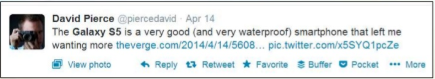 David Pierce @piercedavid · Apr 14
The Galaxy S5 is a very good (and very waterproof) smartphone that left me
wanting more theverge.com/2014/4/14/5608... pic.twitter.com/x5SYQ1pcZe
View photo Reply Retweet Favorite Buffer Pocket More